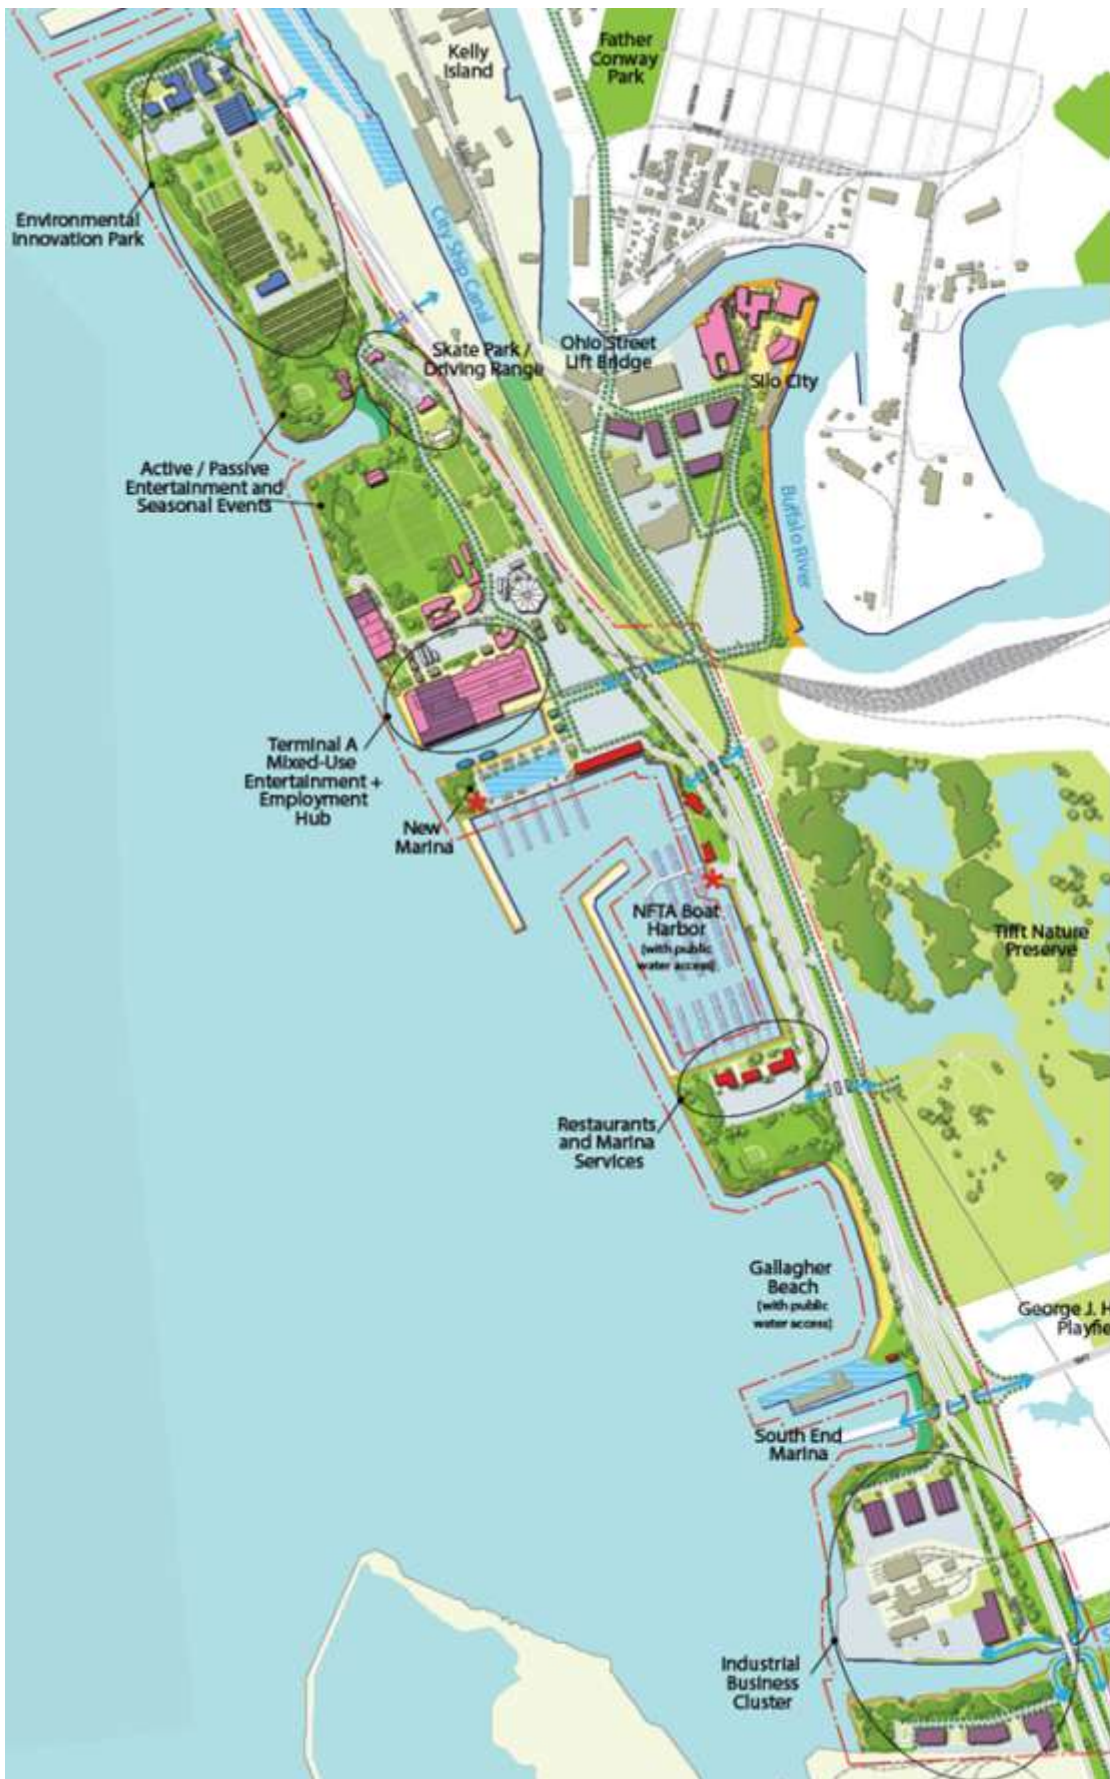 Kelly
Island
Father
Conway
Park
Environmental
Innovation Park
City Ship Canal
Skate Park /
Driving Range
Ohio Street
Lift Bridge
Silo City
Active / Passive
Entertainment and
Seasonal Events
Buffalo River
Terminal A
Mixed-Use
Entertainment +
Employment
Hub
New
Marina
NFTA Boat
Harbor
(with public
water access)
Tifft Nature
Preserve
Restaurants
and Marina
Services
Gallagher
Beach
(with public
water access)
George J. H
Playfie
South End
Marina
Industrial
Business
Cluster